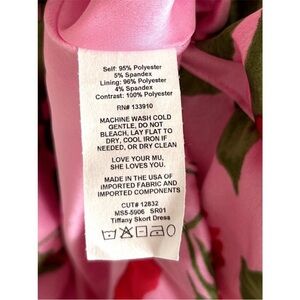 Self: 95% Polyester
5% Spandex
Lining: 96% Polyester
4% Spandex
Contrast: 100% Polyester
RN# 133910
MACHINE WASH COLD
GENTLE, DO NOT
BLEACH, LAY FLAT TO
DRY, COOL IRON IF
NEEDED, OR DRY CLEAN
LOVE YOUR MU,
SHE LOVES YOU.
MADE IN THE USA OF
IMPORTED FABRIC AND
IMPORTED COMPONENTS
CUT# 12832
MS5-5906 SR01
Tiffany Skort Dress